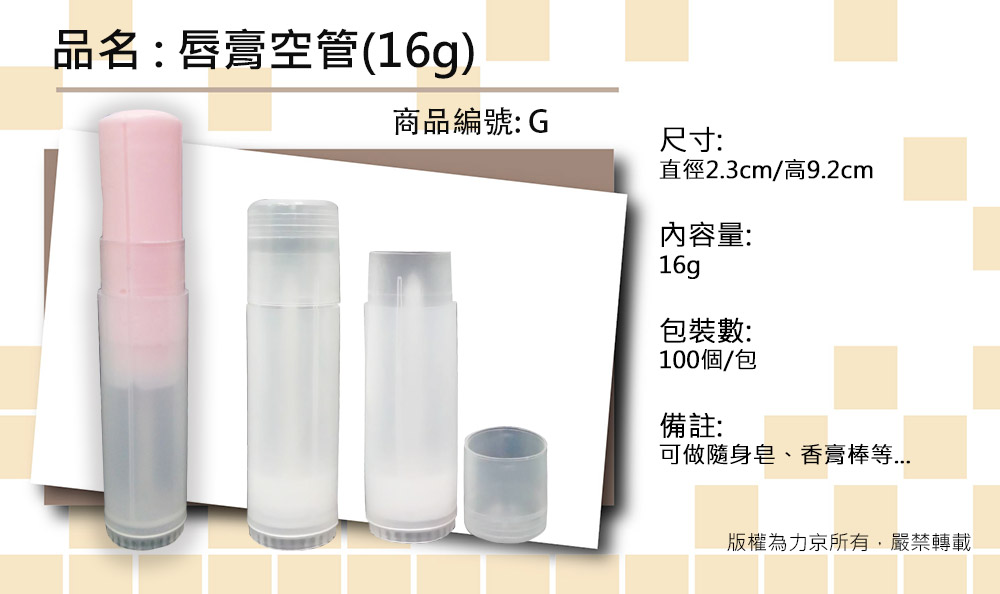 品名 : 唇膏空管(16g)
商品編號: G
尺寸:
直徑2.3cm/高9.2cm
內容量:
16g
包裝數:
100個/包
備註:
可做隨身皂、香膏棒等...
版權為力京所有，嚴禁轉載